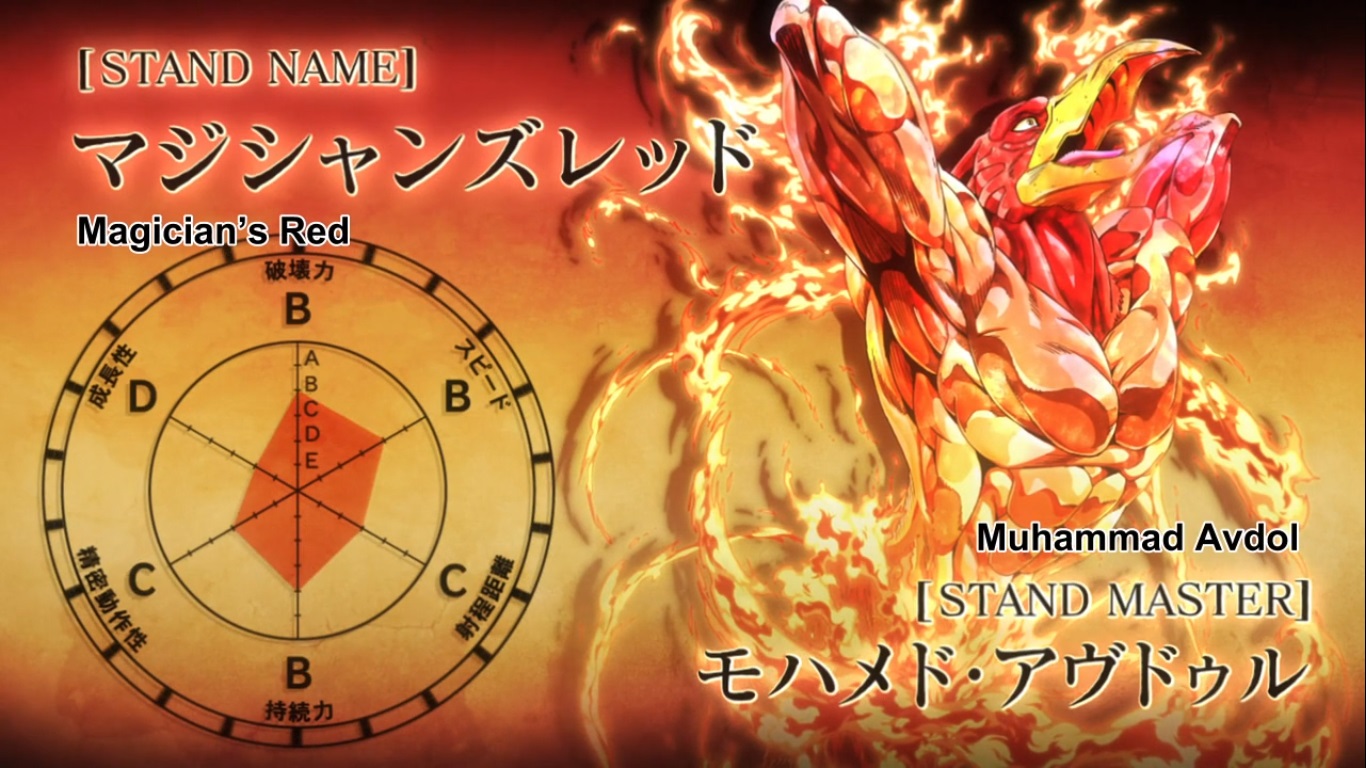 [STAND NAME]
マジシャンズレッド
Magician's Red
破壊力
B
スピード
B
射程距離
C
持続力
B
精密動作性
C
成長性
D
A
B
C
D
E
Muhammad Avdol
[STAND MASTER]
モハメド・アヴドゥル